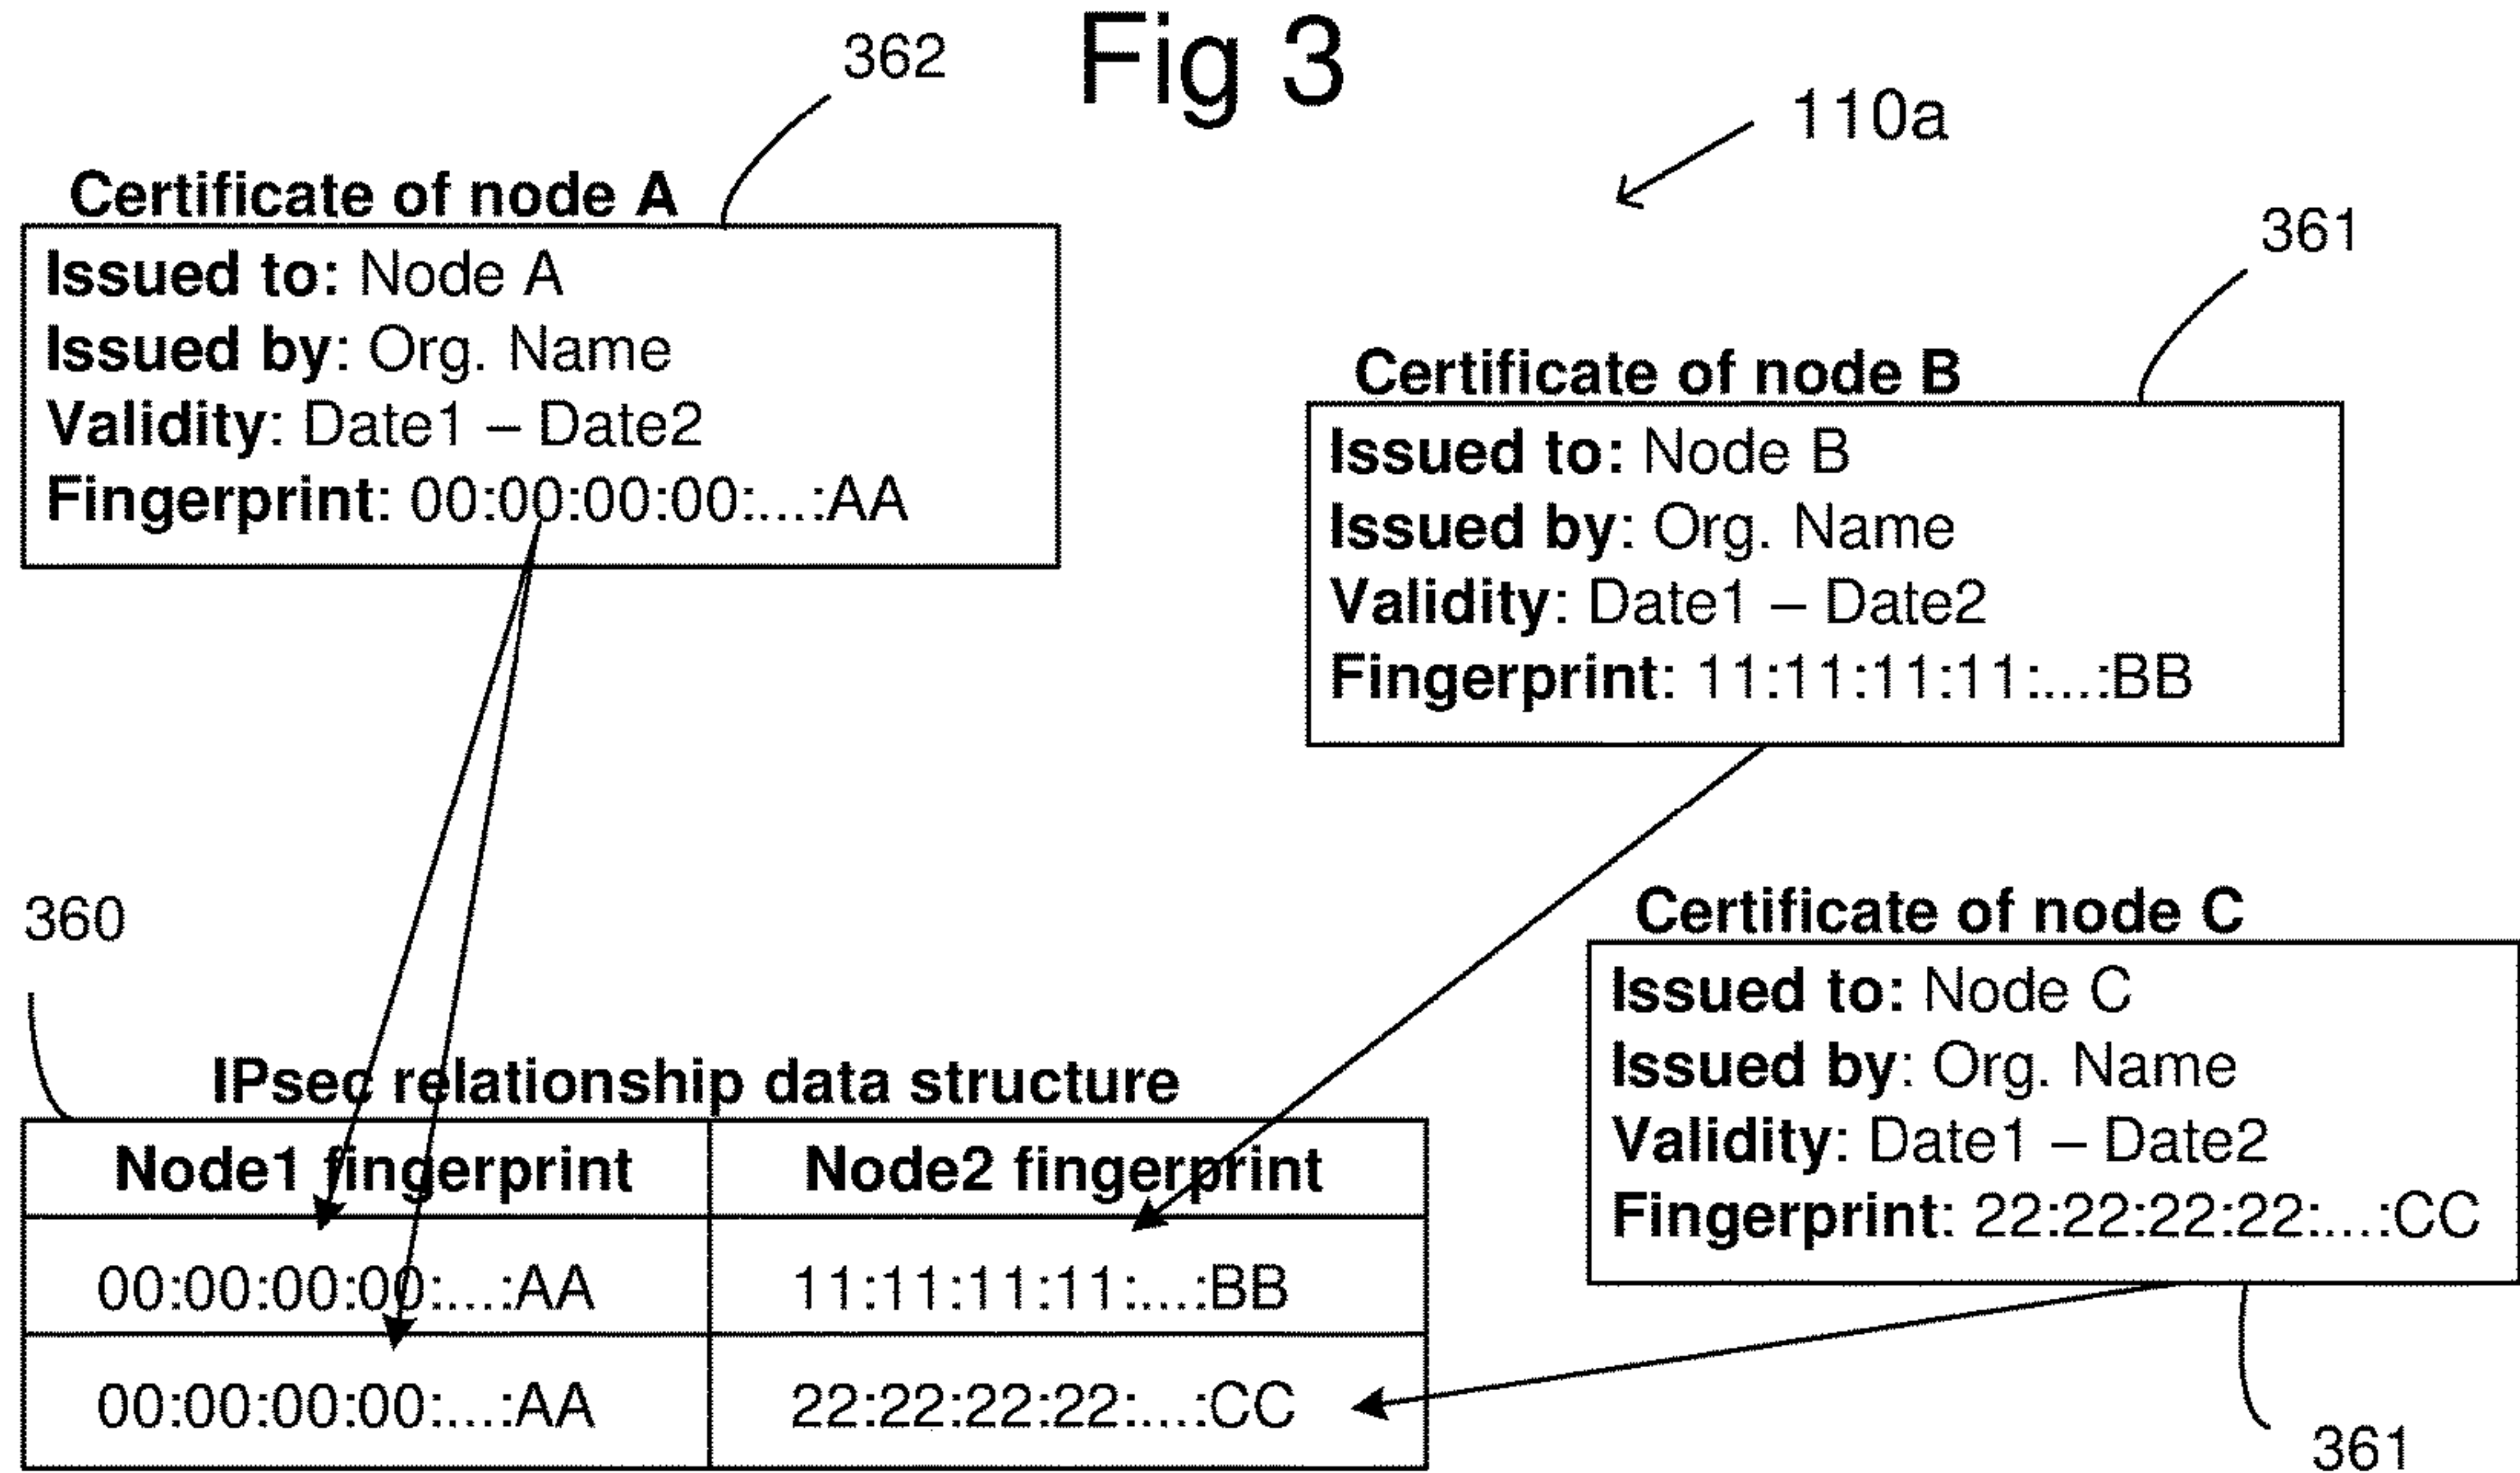 Fig 3
362
110a
Certificate of node A
Issued to: Node A
Issued by: Org. Name
Validity: Date1 – Date2
Fingerprint: 00:00:00:00:...:AA
361
Certificate of node B
Issued to: Node B
Issued by: Org. Name
Validity: Date1 – Date2
Fingerprint: 11:11:11:11:...:BB
Certificate of node C
Issued to: Node C
Issued by: Org. Name
Validity: Date1 – Date2
Fingerprint: 22:22:22:22:...:CC
361
360
IPsec relationship data structure
Node1 fingerprint Node2 fingerprint
00:00:00:00:...:AA 11:11:11:11:...:BB
00:00:00:00:...:AA 22:22:22:22:...:CC